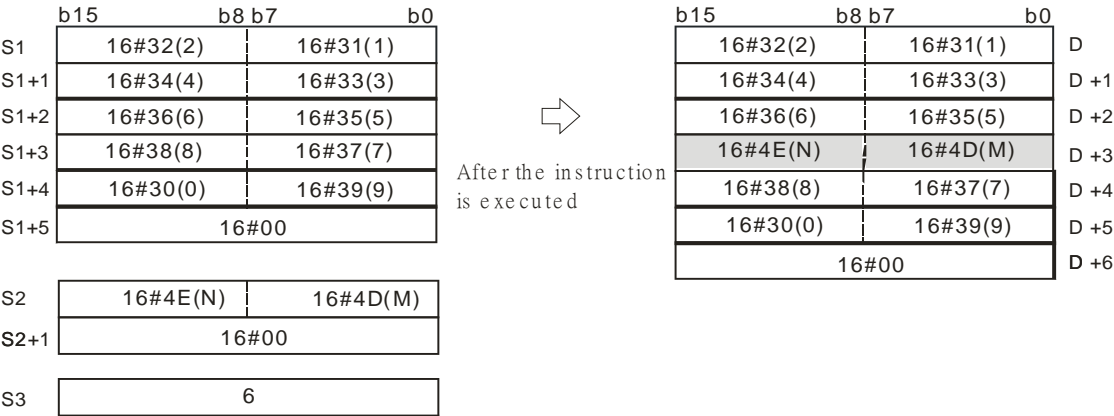 b15 b8 b7 b0
S1 16#32(2) 16#31(1)
S1+1 16#34(4) 16#33(3)
S1+2 16#36(6) 16#35(5)
S1+3 16#38(8) 16#37(7)
S1+4 16#30(0) 16#39(9)
S1+5 16#00
S2 16#4E(N) 16#4D(M)
S2+1 16#00
S3 6
After the instruction
is executed
b15 b8 b7 b0
16#32(2) 16#31(1) D
16#34(4) 16#33(3) D +1
16#36(6) 16#35(5) D +2
16#4E(N) 16#4D(M) D +3
16#38(8) 16#37(7) D +4
16#30(0) 16#39(9) D +5
16#00 D +6